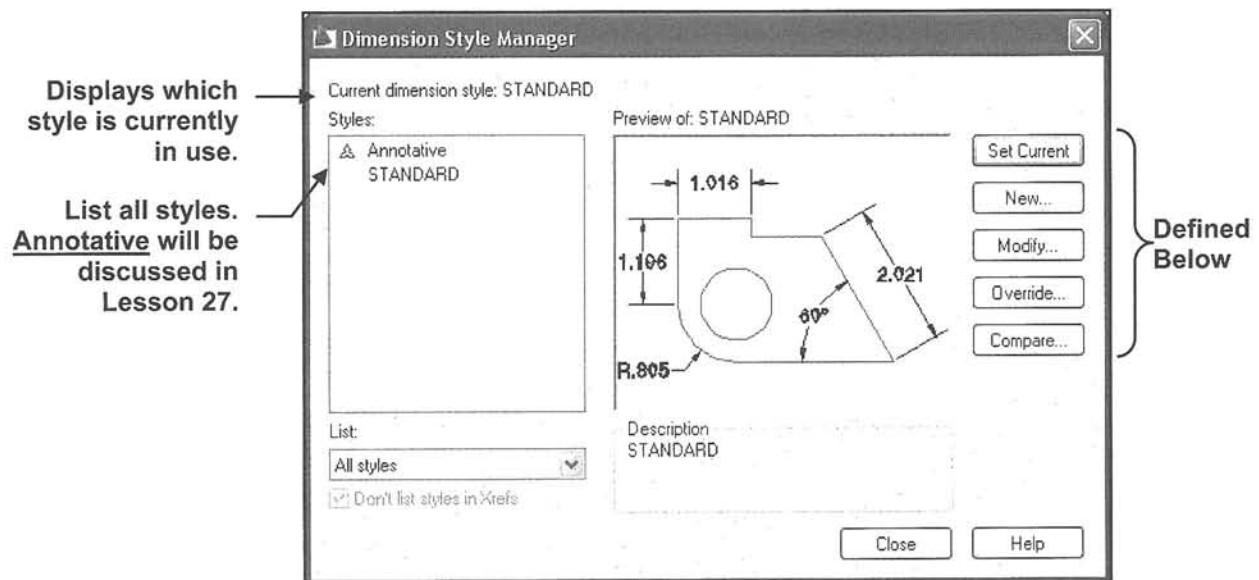 Dimension Style Manager
Displays which
style is currently
in use.
List all styles.
Annotative will be
discussed in
Lesson 27.
Current dimension style: STANDARD
Styles:
Annotative
STANDARD
List:
All styles
Don't list styles in Xrefs
Preview of: STANDARD
1.016
1.196
2.021
60°
R.805
Description
STANDARD
Set Current
New...
Modify...
Override...
Compare...
Close
Help
Defined
Below